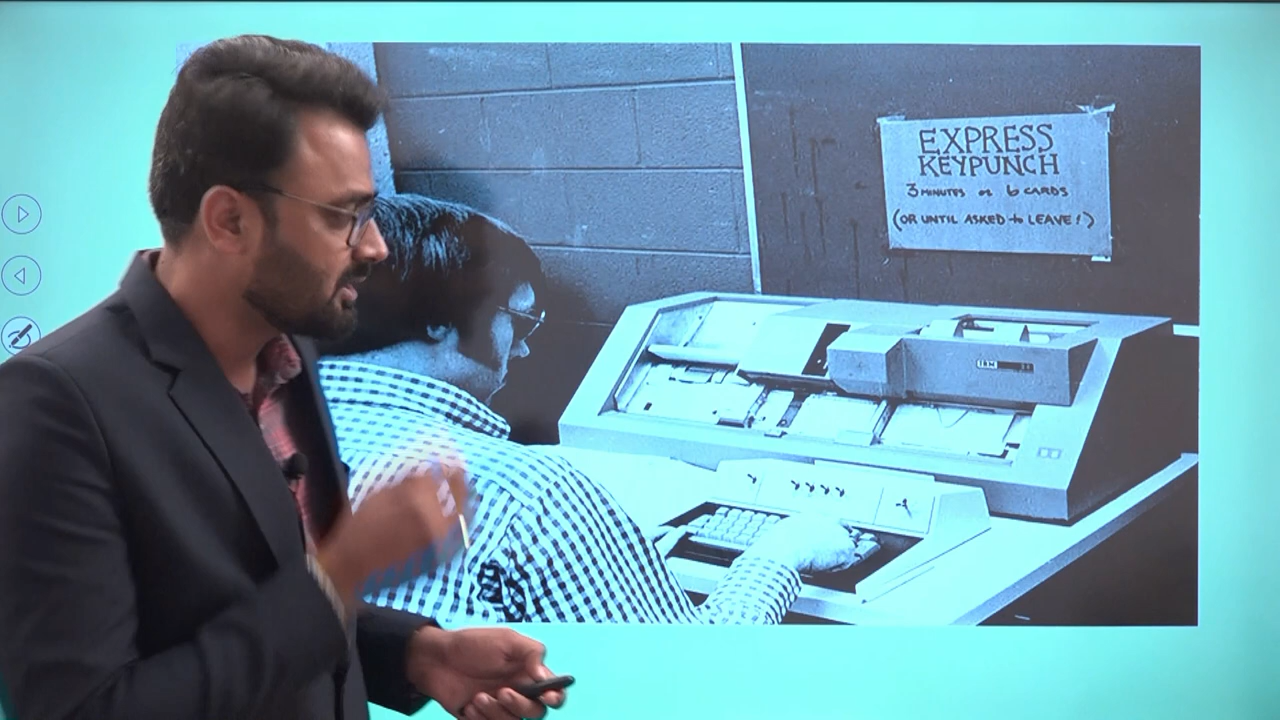 EXPRESS
KEYPUNCH
3 MINUTES or 6 CARDS
(OR UNTIL ASKED to LEAVE!)
IBM